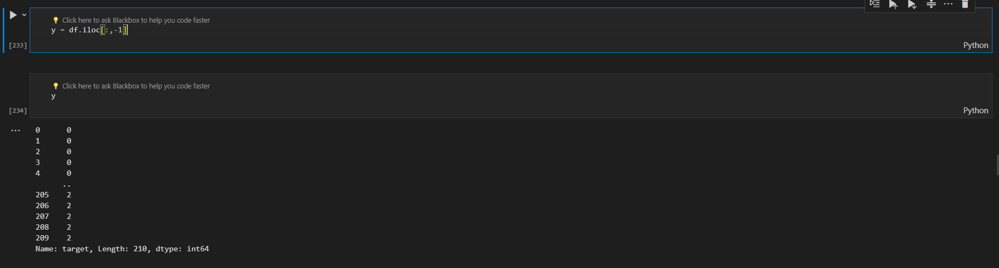 Click here to ask Blackbox to help you code faster
y = df.iloc[:,-1]
[233]
Python
Click here to ask Blackbox to help you code faster
y
[234]
Python
0 0
1 0
2 0
3 0
4 0
..
205 2
206 2
207 2
208 2
209 2
Name: target, Length: 210, dtype: int64